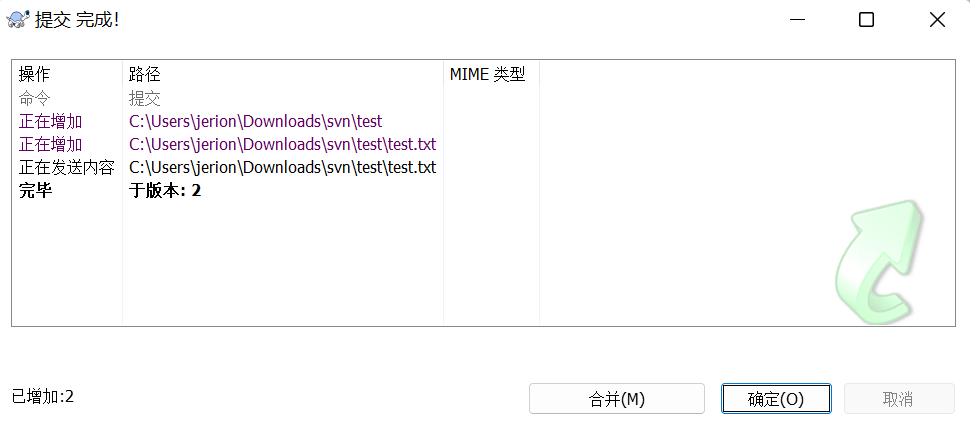 提交 完成!
操作 路径 MIME 类型
命令 提交
正在增加 C:\Users\jerion\Downloads\svn\test
正在增加 C:\Users\jerion\Downloads\svn\test\test.txt
正在发送内容 C:\Users\jerion\Downloads\svn\test\test.txt
完毕 于版本: 2
已增加:2 合并(M) 确定(O) 取消